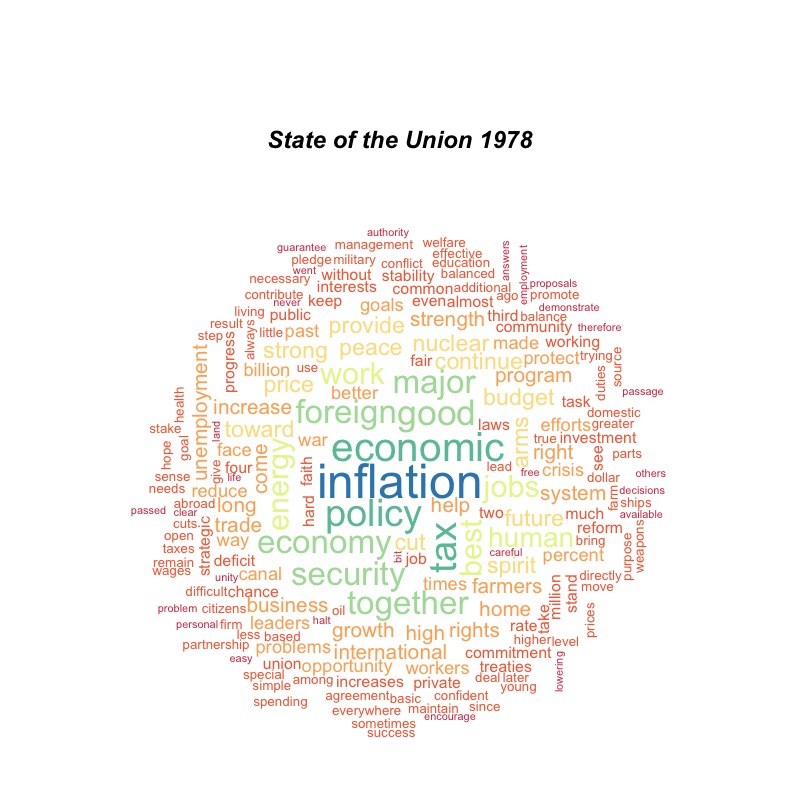 State of the Union 1978
authority
guarantee management welfare
pledge military conflict effective education answers
went without stability balanced employment
necessary interests common additional proposals
contribute never keep goals even almost ago promote
living public strength third balance demonstrate
result little past provide community therefore
step always strong peace nuclear made working
progress billion use fair continue protect trying source
unemployment price work major program duties
better budget task passage
health increase foreign good domestic
stake land toward war laws arms efforts greater
hope goal face economic true investment
sense give four come faith lead right see parts
needs life energy inflation free crisis dollar others
reduce jobs system farm decisions
abroad long hard policy help two future much ships
passed clear trade tax best available
cuts strategic reform
open way economy cut human bring purpose weapons
taxes deficit bit job careful percent
remain canal security spirit directly
wages unity times farmers move
difficult chance together million stand
problem citizens business oil home take prices
personal firm leaders halt rate
less based growth high rights higher level
partnership problems international commitment
easy union opportunity workers treaties lowering
special among increases private deal later
simple agreement basic confident young
spending everywhere maintain since
sometimes encourage
success